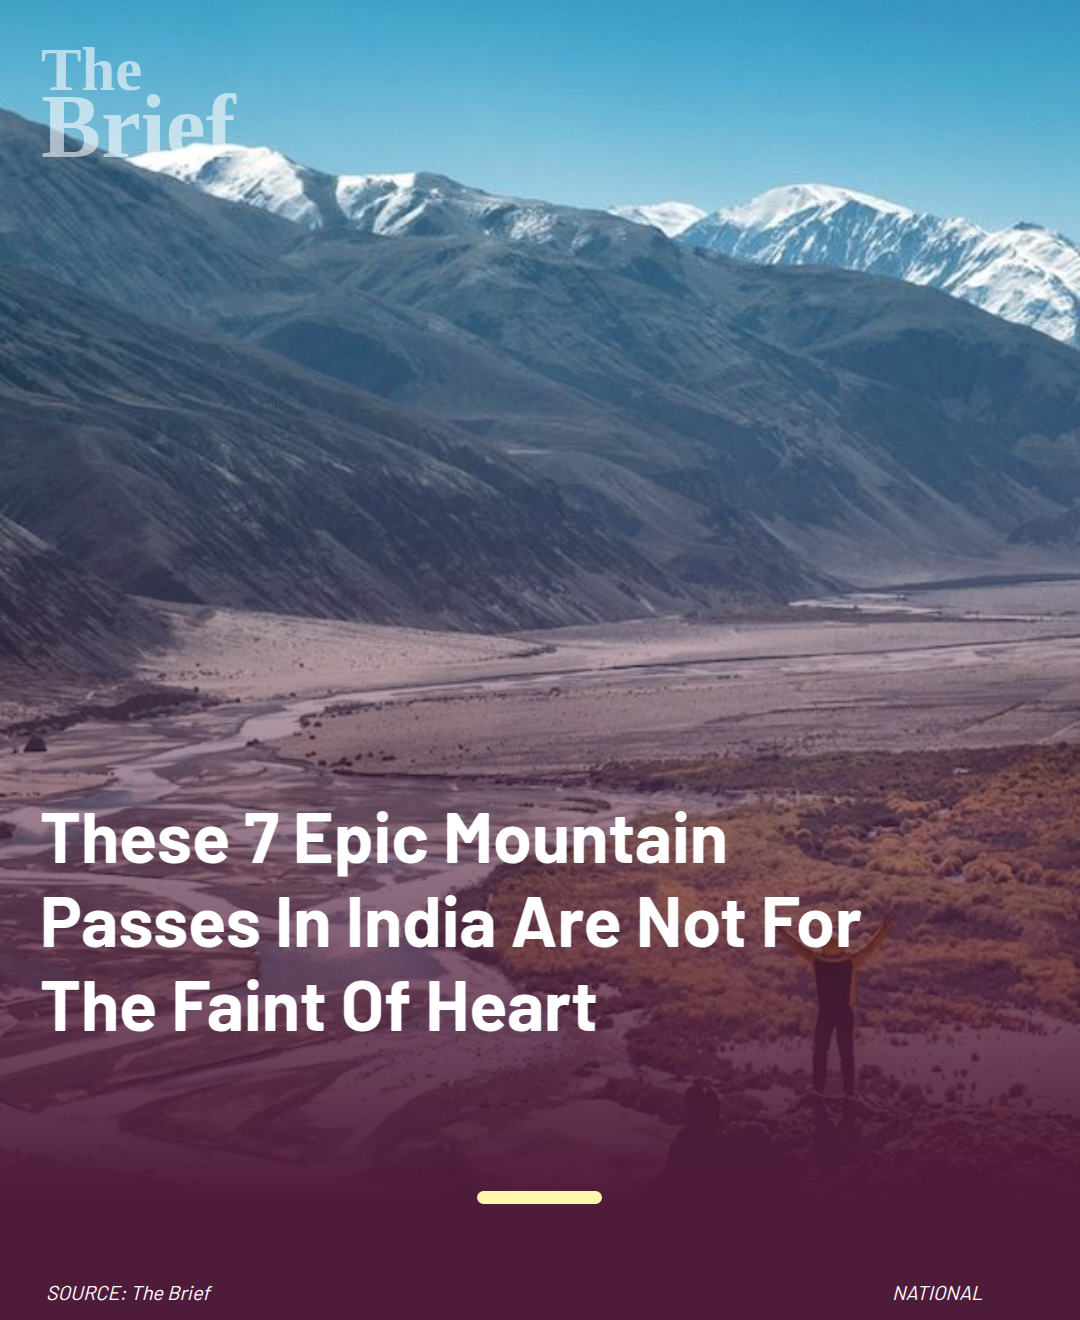 The
Brief
These 7 Epic Mountain
Passes In India Are Not For
The Faint Of Heart
SOURCE: The Brief
NATIONAL